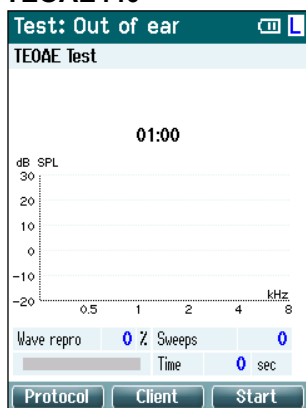 Test: Out of ear L
TEOAE Test
01:00
dB SPL
30
20
10
0
-10
-20
kHz
0.5 1 2 4 8
Wave repro 0 % Sweeps 0
Time 0 sec
Protocol Client Start